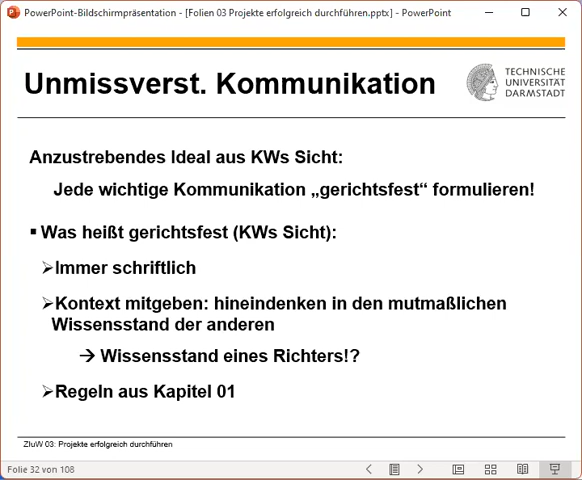 PowerPoint-Bildschirmpräsentation - [Folien 03 Projekte erfolgreich durchführen.pptx] - PowerPoint
Unmissverst. Kommunikation
TECHNISCHE
UNIVERSITÄT
DARMSTADT
Anzustrebendes Ideal aus KWs Sicht:
Jede wichtige Kommunikation „gerichtsfest“ formulieren!
▪ Was heißt gerichtsfest (KWs Sicht):
➢Immer schriftlich
➢Kontext mitgeben: hineindenken in den mutmaßlichen
Wissensstand der anderen
→ Wissensstand eines Richters!?
➢Regeln aus Kapitel 01
ZIuW 03: Projekte erfolgreich durchführen
Folie 32 von 108